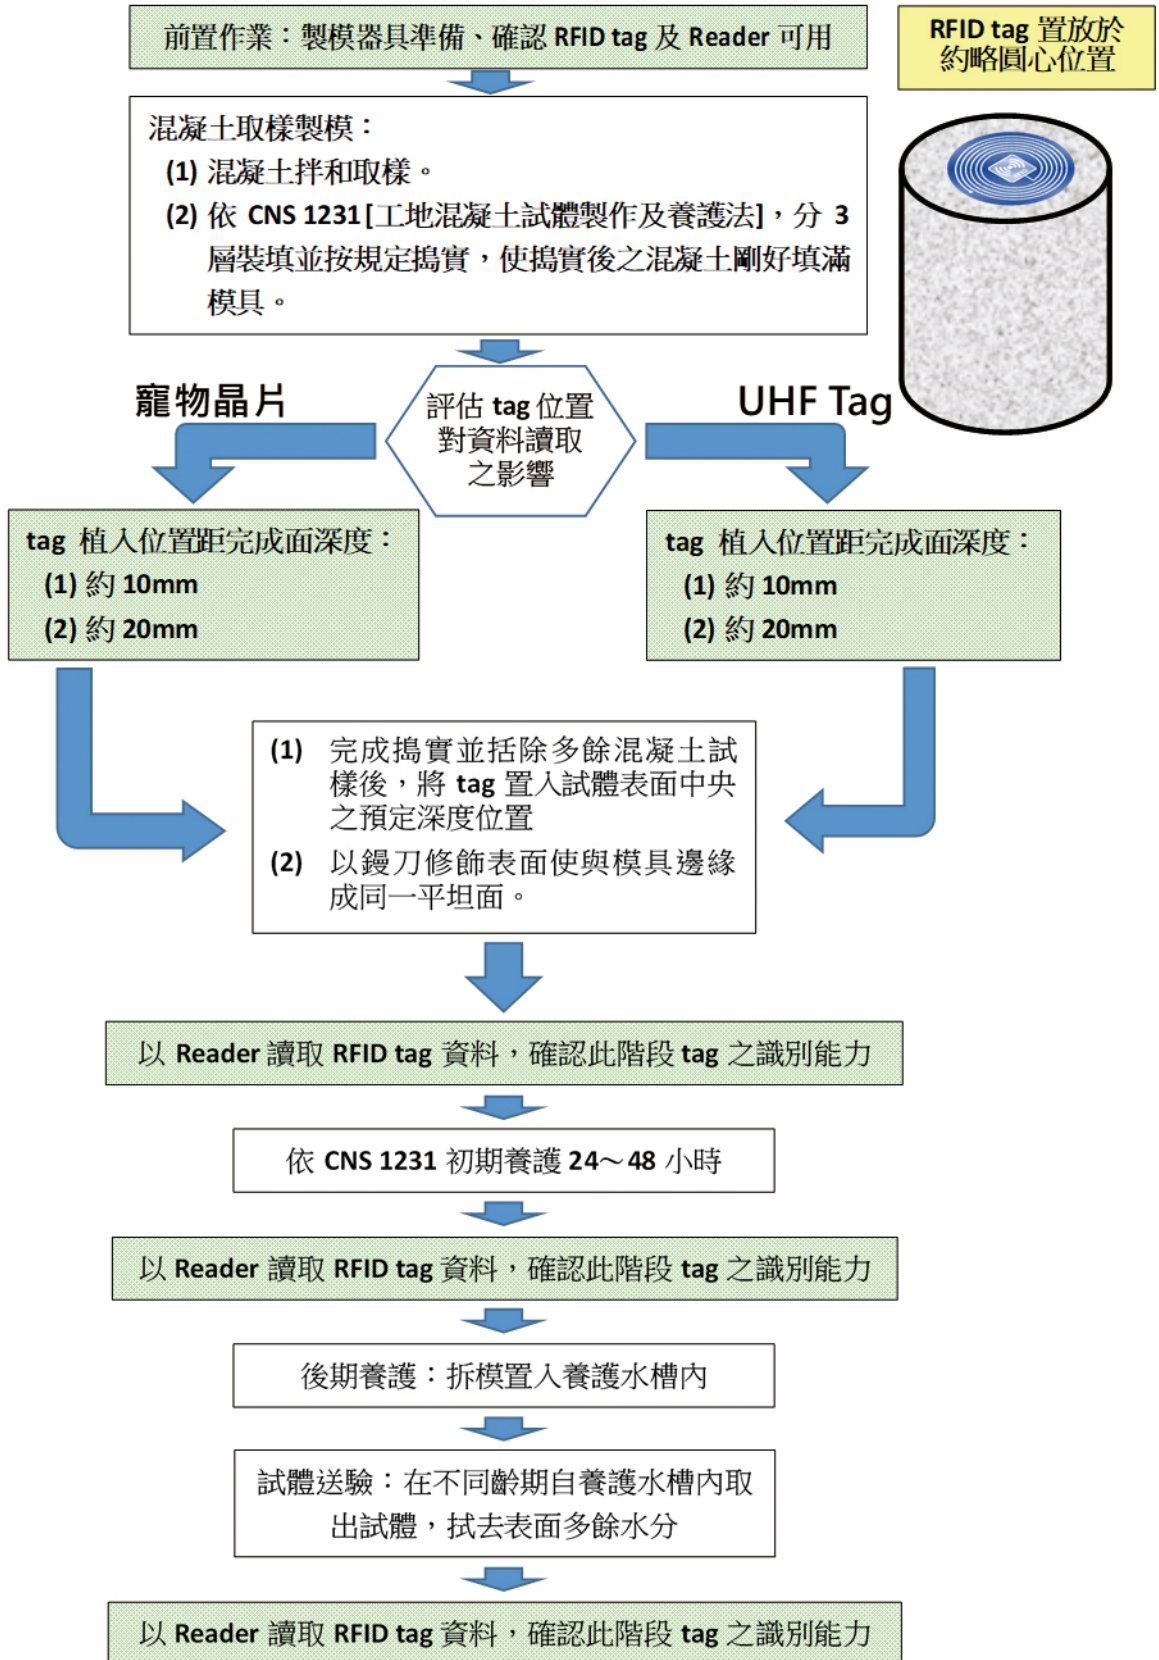 前置作業：製模器具準備、確認 RFID tag 及 Reader 可用
RFID tag 置放於
約略圓心位置
混凝土取樣製模：
(1) 混凝土拌和取樣。
(2) 依 CNS 1231[工地混凝土試體製作及養護法]，分 3
層裝填並按規定搗實，使搗實後之混凝土剛好填滿
模具。
寵物晶片
評估 tag 位置
對資料讀取
之影響
UHF Tag
tag 植入位置距完成面深度：
(1) 約 10mm
(2) 約 20mm
tag 植入位置距完成面深度：
(1) 約 10mm
(2) 約 20mm
(1) 完成搗實並括除多餘混凝土試
樣後，將 tag 置入試體表面中央
之預定深度位置
(2) 以鏝刀修飾表面使與模具邊緣
成同一平坦面。
以 Reader 讀取 RFID tag 資料，確認此階段 tag 之識別能力
依 CNS 1231 初期養護 24～48 小時
以 Reader 讀取 RFID tag 資料，確認此階段 tag 之識別能力
後期養護：拆模置入養護水槽內
試體送驗：在不同齡期自養護水槽內取
出試體，拭去表面多餘水分
以 Reader 讀取 RFID tag 資料，確認此階段 tag 之識別能力